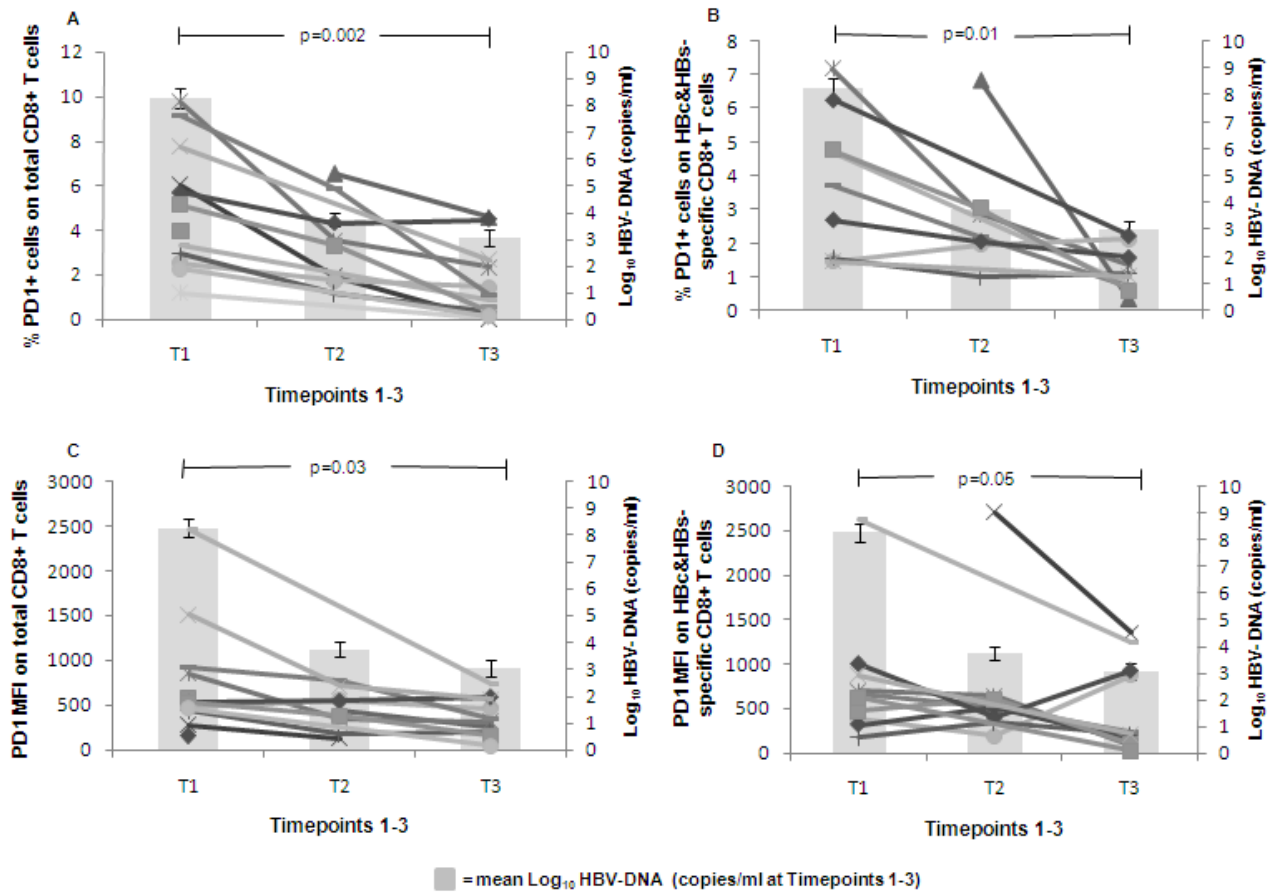 A
p=0.002
% PD1+ cells on total CD8+ T cells
12
10
8
6
4
2
0
10
9
8
7
6
5
4
3
2
1
0
Log₁₀ HBV- DNA (copies/ml)
T1 T2 T3
Timepoints 1-3
B
p=0.01
% PD1+ cells on HBc&HBs-
specific CD8+ T cells
8
7
6
5
4
3
2
1
0
10
9
8
7
6
5
4
3
2
1
0
Log₁₀ HBV- DNA (copies/ml)
T1 T2 T3
Timepoints 1-3
C
p=0.03
PD1 MFI on total CD8+ T cells
3000
2500
2000
1500
1000
500
0
10
9
8
7
6
5
4
3
2
1
0
Log₁₀ HBV- DNA (copies/ml)
T1 T2 T3
Timepoints 1-3
D
p=0.05
PD1 MFI on HBc&HBs-
specific CD8+ T cells
3000
2500
2000
1500
1000
500
0
10
9
8
7
6
5
4
3
2
1
0
Log₁₀ HBV- DNA (copies/ml)
T1 T2 T3
Timepoints 1-3
= mean Log₁₀ HBV-DNA (copies/ml at Timepoints 1-3)